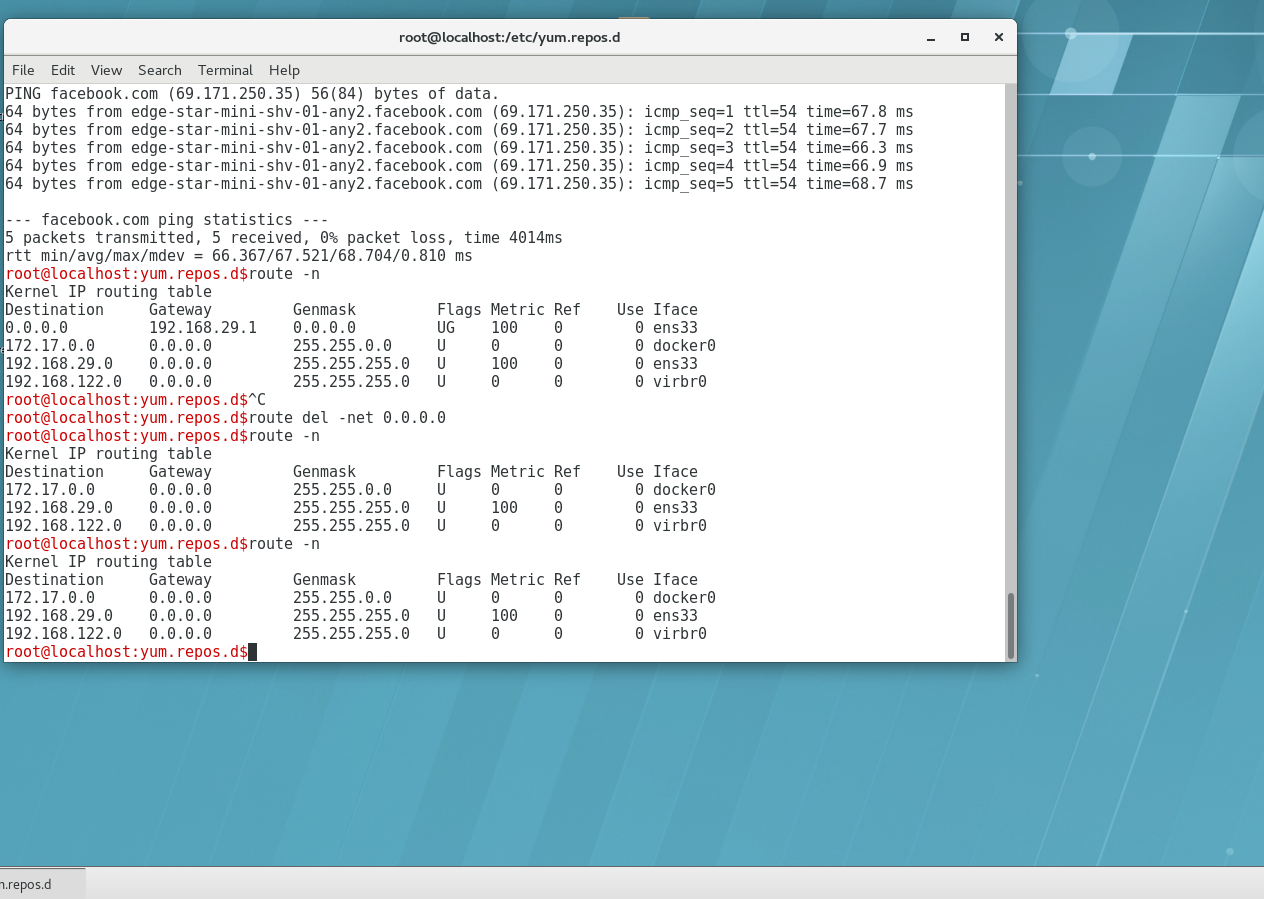 root@localhost:/etc/yum.repos.d
File Edit View Search Terminal Help
PING facebook.com (69.171.250.35) 56(84) bytes of data.
64 bytes from edge-star-mini-shv-01-any2.facebook.com (69.171.250.35): icmp_seq=1 ttl=54 time=67.8 ms
64 bytes from edge-star-mini-shv-01-any2.facebook.com (69.171.250.35): icmp_seq=2 ttl=54 time=67.7 ms
64 bytes from edge-star-mini-shv-01-any2.facebook.com (69.171.250.35): icmp_seq=3 ttl=54 time=66.3 ms
64 bytes from edge-star-mini-shv-01-any2.facebook.com (69.171.250.35): icmp_seq=4 ttl=54 time=66.9 ms
64 bytes from edge-star-mini-shv-01-any2.facebook.com (69.171.250.35): icmp_seq=5 ttl=54 time=68.7 ms
--- facebook.com ping statistics ---
5 packets transmitted, 5 received, 0% packet loss, time 4014ms
rtt min/avg/max/mdev = 66.367/67.521/68.704/0.810 ms
root@localhost:yum.repos.d$route -n
Kernel IP routing table
Destination     Gateway         Genmask         Flags Metric Ref    Use Iface
0.0.0.0         192.168.29.1    0.0.0.0         UG    100    0        0 ens33
172.17.0.0      0.0.0.0         255.255.0.0     U     0      0        0 docker0
192.168.29.0    0.0.0.0         255.255.255.0   U     100    0        0 ens33
192.168.122.0   0.0.0.0         255.255.255.0   U     0      0        0 virbr0
root@localhost:yum.repos.d$^C
root@localhost:yum.repos.d$route del -net 0.0.0.0
root@localhost:yum.repos.d$route -n
Kernel IP routing table
Destination     Gateway         Genmask         Flags Metric Ref    Use Iface
172.17.0.0      0.0.0.0         255.255.0.0     U     0      0        0 docker0
192.168.29.0    0.0.0.0         255.255.255.0   U     100    0        0 ens33
192.168.122.0   0.0.0.0         255.255.255.0   U     0      0        0 virbr0
root@localhost:yum.repos.d$route -n
Kernel IP routing table
Destination     Gateway         Genmask         Flags Metric Ref    Use Iface
172.17.0.0      0.0.0.0         255.255.0.0     U     0      0        0 docker0
192.168.29.0    0.0.0.0         255.255.255.0   U     100    0        0 ens33
192.168.122.0   0.0.0.0         255.255.255.0   U     0      0        0 virbr0
root@localhost:yum.repos.d$
.repos.d